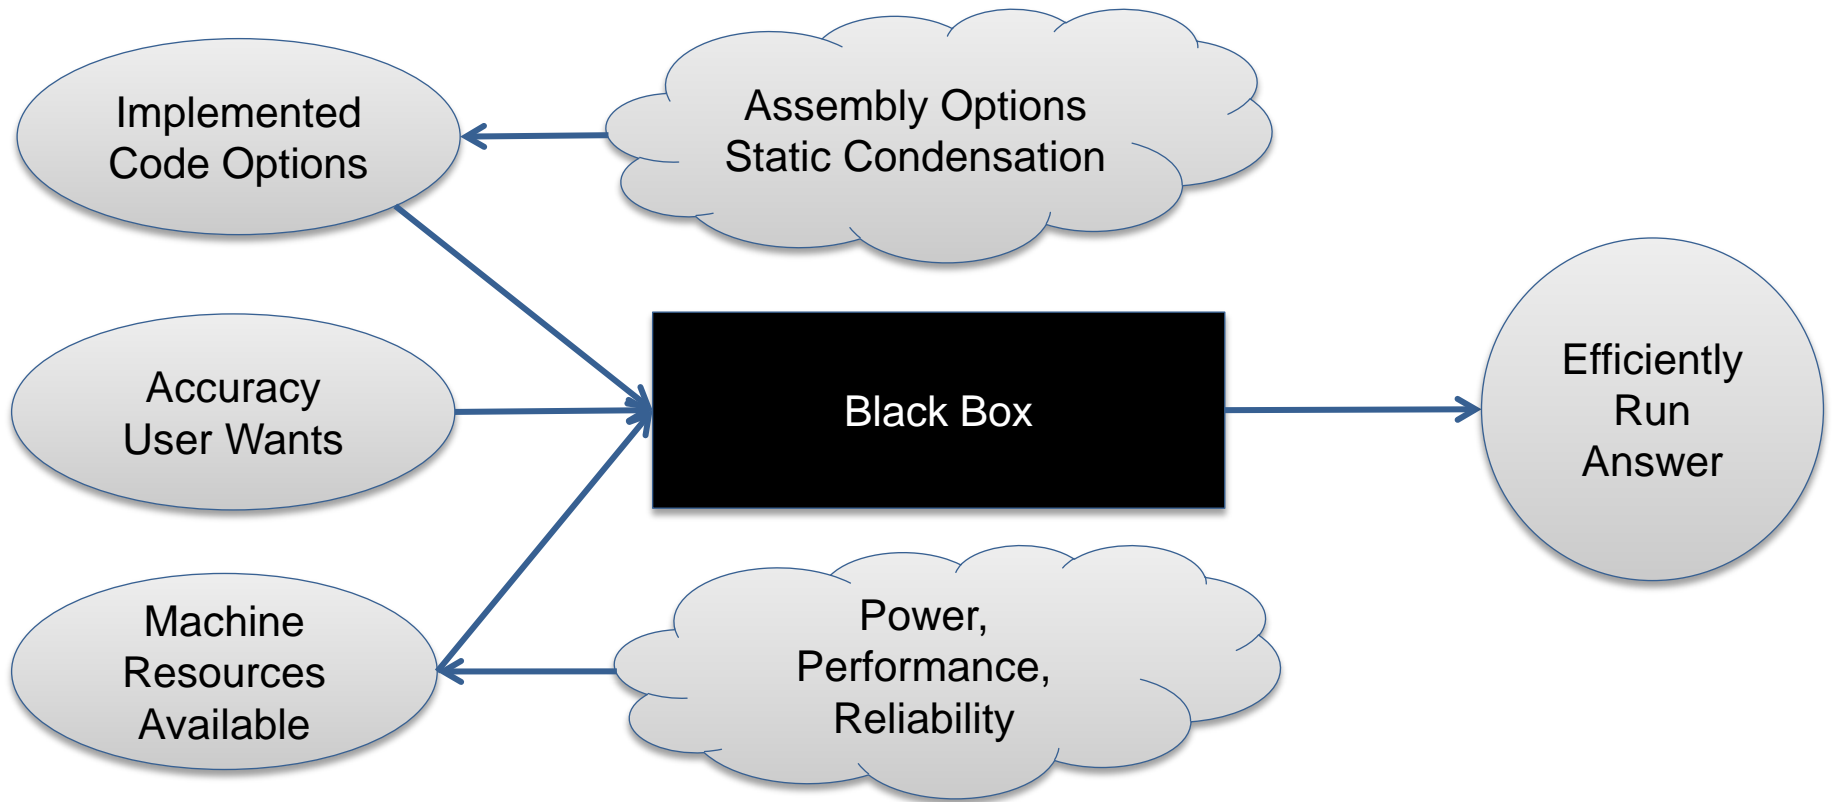 Implemented
Code Options
Assembly Options
Static Condensation
Accuracy
User Wants
Black Box
Efficiently
Run
Answer
Machine
Resources
Available
Power,
Performance,
Reliability